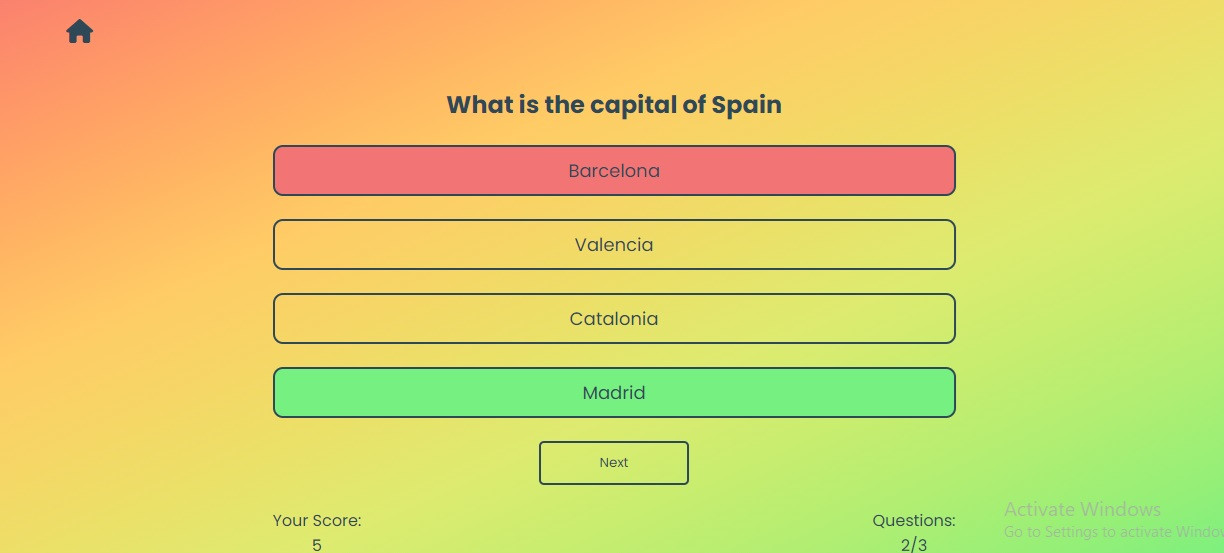 What is the capital of Spain
Barcelona
Valencia
Catalonia
Madrid
Next
Your Score:
5
Questions:
2/3
Activate Windows
Go to Settings to activate Windo